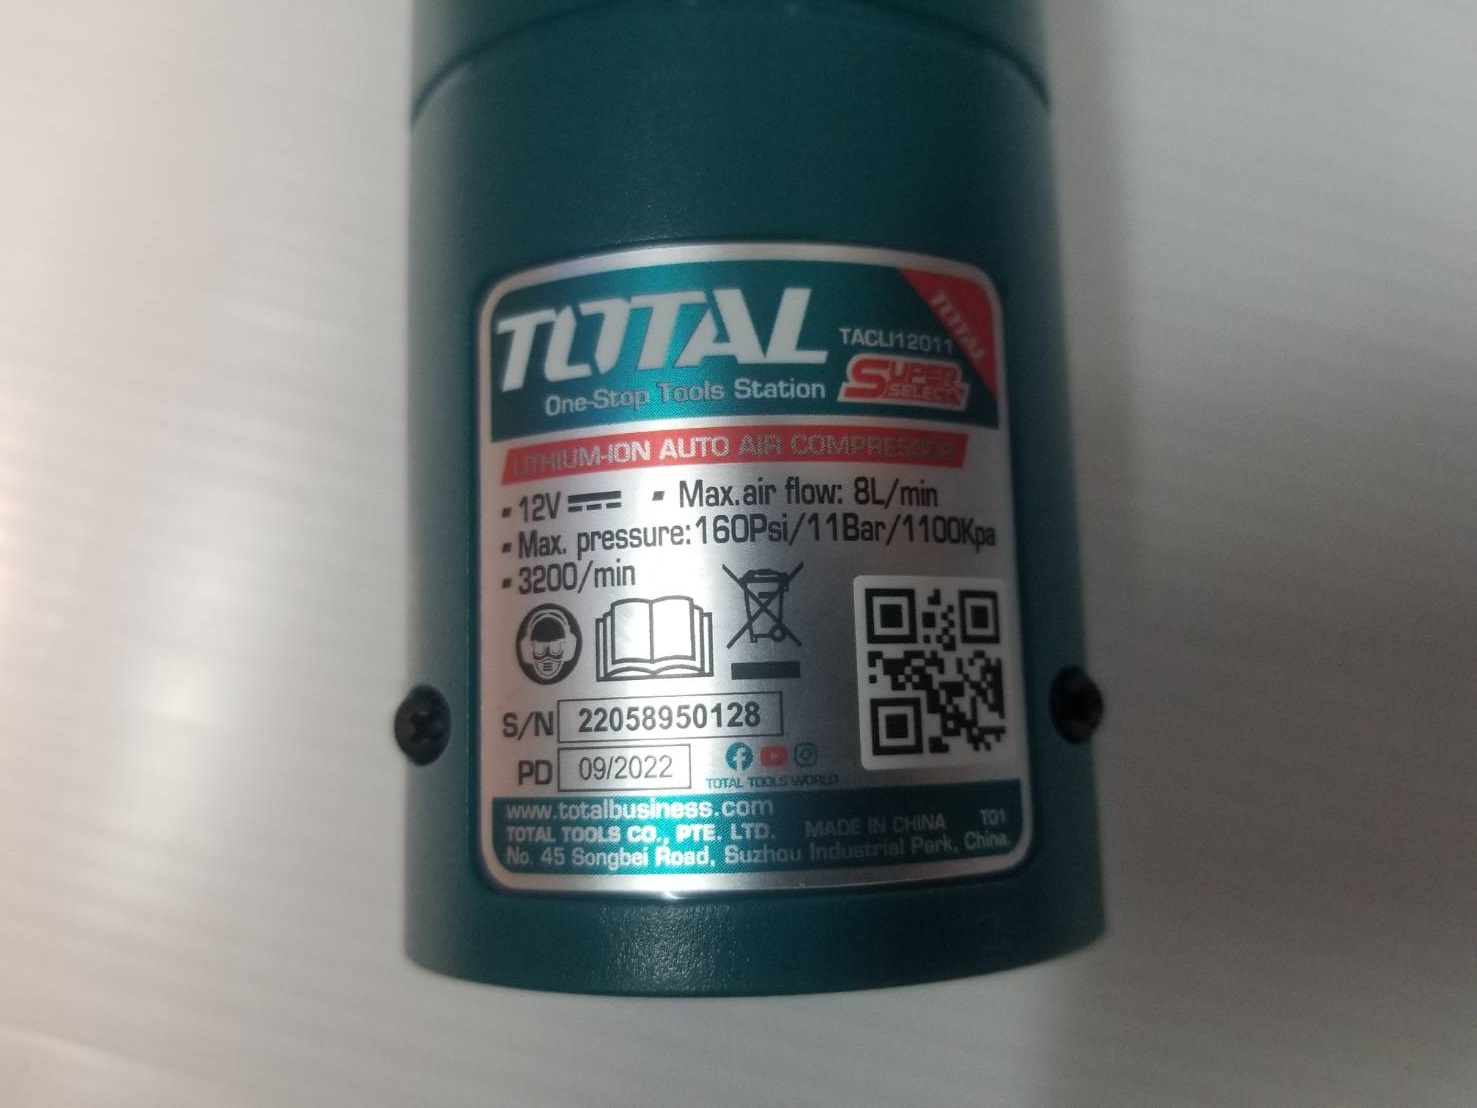 TOTAL
TACLI12011
TOTAL
One-Stop Tools Station
SUPER SELECT
LITHIUM-ION AUTO AIR COMPRESSOR
▪ 12V ⎓ ▪ Max.air flow: 8L/min
▪ Max. pressure:160Psi/11Bar/1100Kpa
▪ 3200/min
S/N 22058950128
PD 09/2022
TOTAL TOOLS WORLD
www.totalbusiness.com
TOTAL TOOLS CO., PTE. LTD. MADE IN CHINA T01
No. 45 Songbei Road, Suzhou Industrial Park, China.